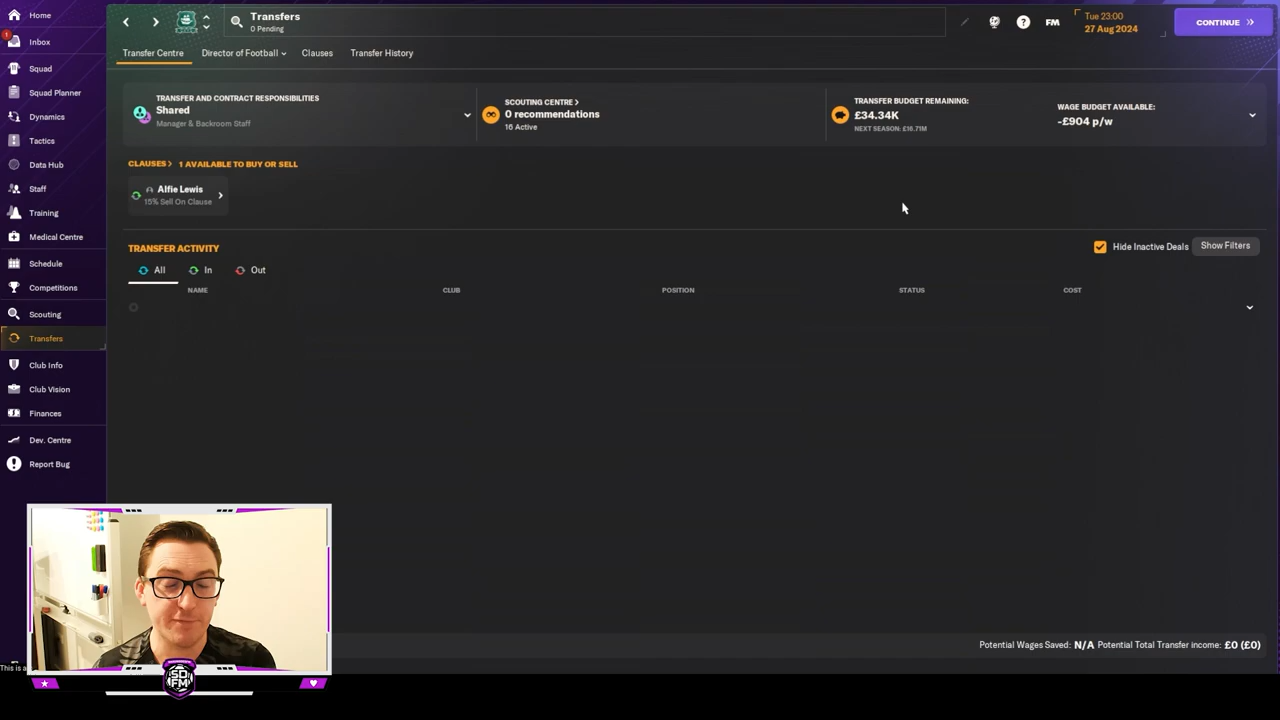 Home
Transfers
0 Pending
FM
Tue 23:00
27 Aug 2024
CONTINUE
1
Inbox
Squad
Squad Planner
Dynamics
Tactics
Data Hub
Staff
Training
Medical Centre
Schedule
Competitions
Scouting
Transfers
Club Info
Club Vision
Finances
Dev. Centre
Report Bug
Transfer Centre
Director of Football
Clauses
Transfer History
TRANSFER AND CONTRACT RESPONSIBILITIES
Shared
Manager & Backroom Staff
SCOUTING CENTRE >
0 recommendations
16 Active
TRANSFER BUDGET REMAINING:
£34.34K
NEXT SEASON: £16.71M
WAGE BUDGET AVAILABLE:
-£904 p/w
CLAUSES > 1 AVAILABLE TO BUY OR SELL
Alfie Lewis
15% Sell On Clause
TRANSFER ACTIVITY
Hide Inactive Deals
Show Filters
All
In
Out
NAME
CLUB
POSITION
STATUS
COST
Potential Wages Saved: N/A Potential Total Transfer income: £0 (£0)
This is a
SD
FM